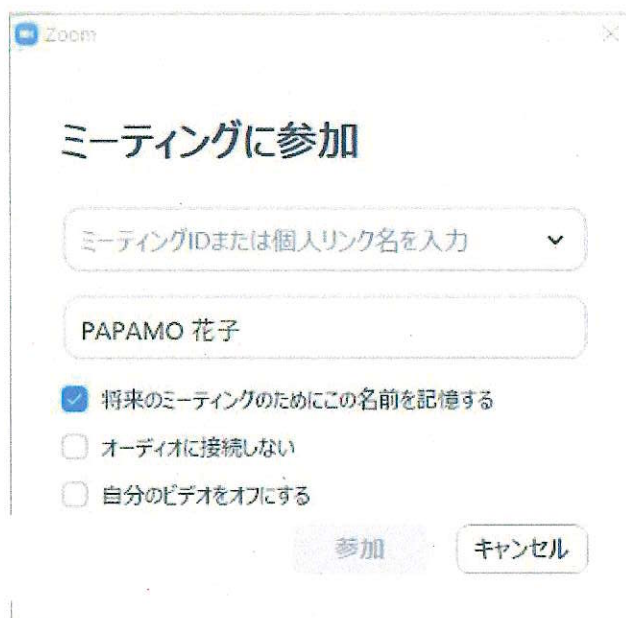 Zoom
ミーティングに参加
ミーティングIDまたは個人リンク名を入力
PAPAMO 花子
将来のミーティングのためにこの名前を記憶する
オーディオに接続しない
自分のビデオをオフにする
参加
キャンセル